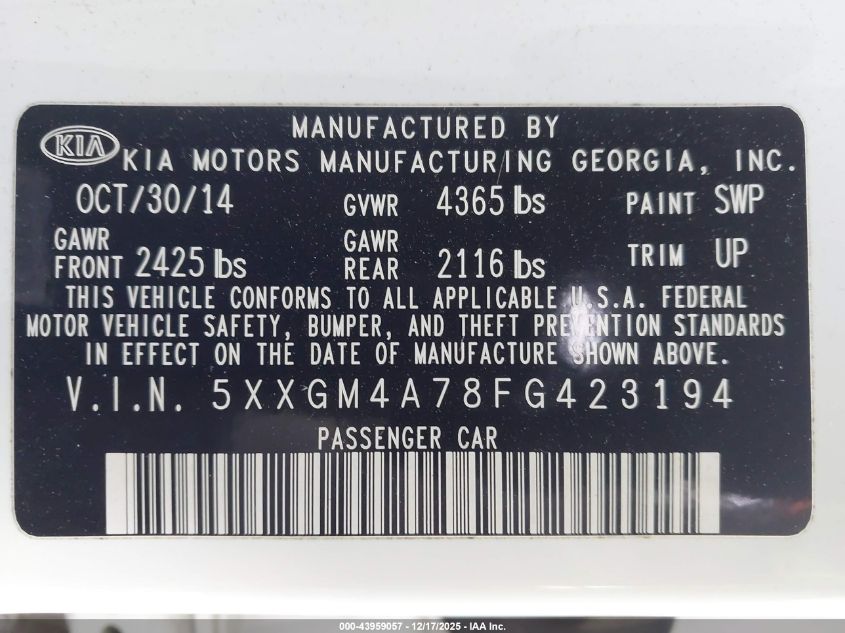 MANUFACTURED BY
KIA KIA MOTORS MANUFACTURING GEORGIA, INC.
OCT/30/14 GVWR 4365 lbs PAINT SWP
GAWR FRONT 2425 lbs GAWR REAR 2116 lbs TRIM UP
THIS VEHICLE CONFORMS TO ALL APPLICABLE U.S.A. FEDERAL
MOTOR VEHICLE SAFETY, BUMPER, AND THEFT PREVENTION STANDARDS
IN EFFECT ON THE DATE OF MANUFACTURE SHOWN ABOVE.
V.I.N. 5XXGM4A78FG423194
PASSENGER CAR
000-43959057 - 12/17/2025 - IAA Inc.